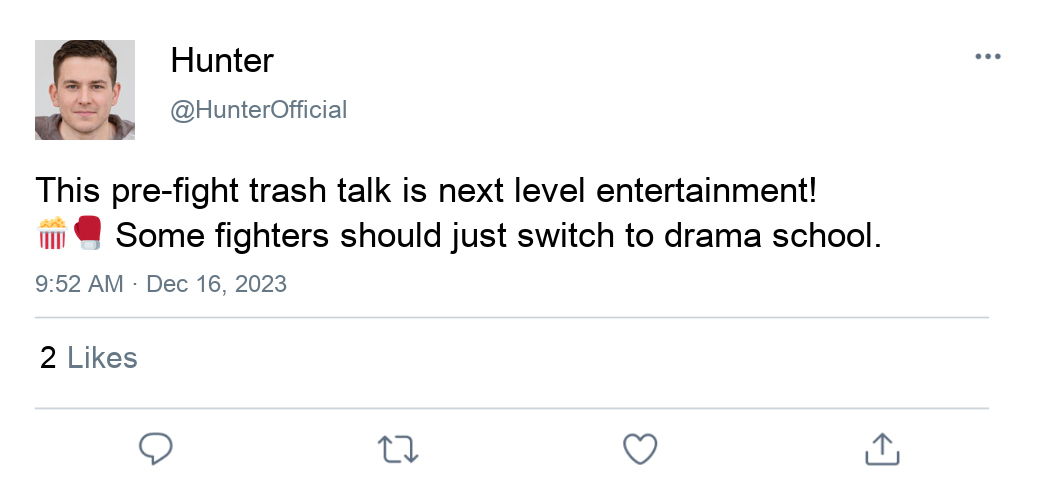 Hunter
@HunterOfficial
This pre-fight trash talk is next level entertainment!
🍿🥊 Some fighters should just switch to drama school.
9:52 AM · Dec 16, 2023
2 Likes